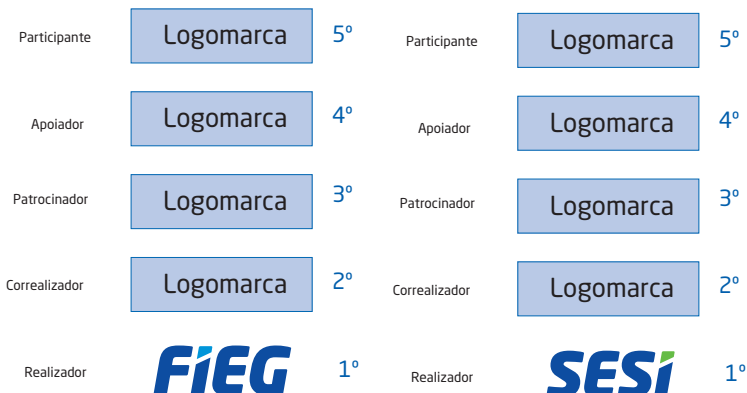 Participante Logomarca 5º
Apoiador Logomarca 4º
Patrocinador Logomarca 3º
Correalizador Logomarca 2º
Realizador FIEG 1º
Participante Logomarca 5º
Apoiador Logomarca 4º
Patrocinador Logomarca 3º
Correalizador Logomarca 2º
Realizador SESI 1º